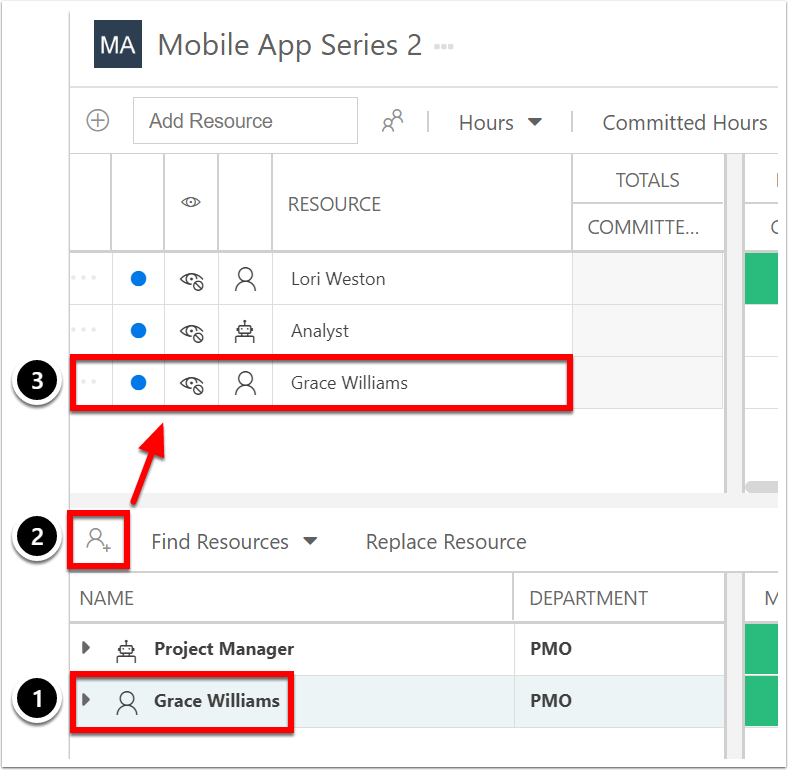 MA Mobile App Series 2
Add Resource Hours Committed Hours
TOTALS
RESOURCE
COMMITTE...
Lori Weston
Analyst
3 Grace Williams
2 Find Resources Replace Resource
NAME DEPARTMENT M
Project Manager PMO
1 Grace Williams PMO